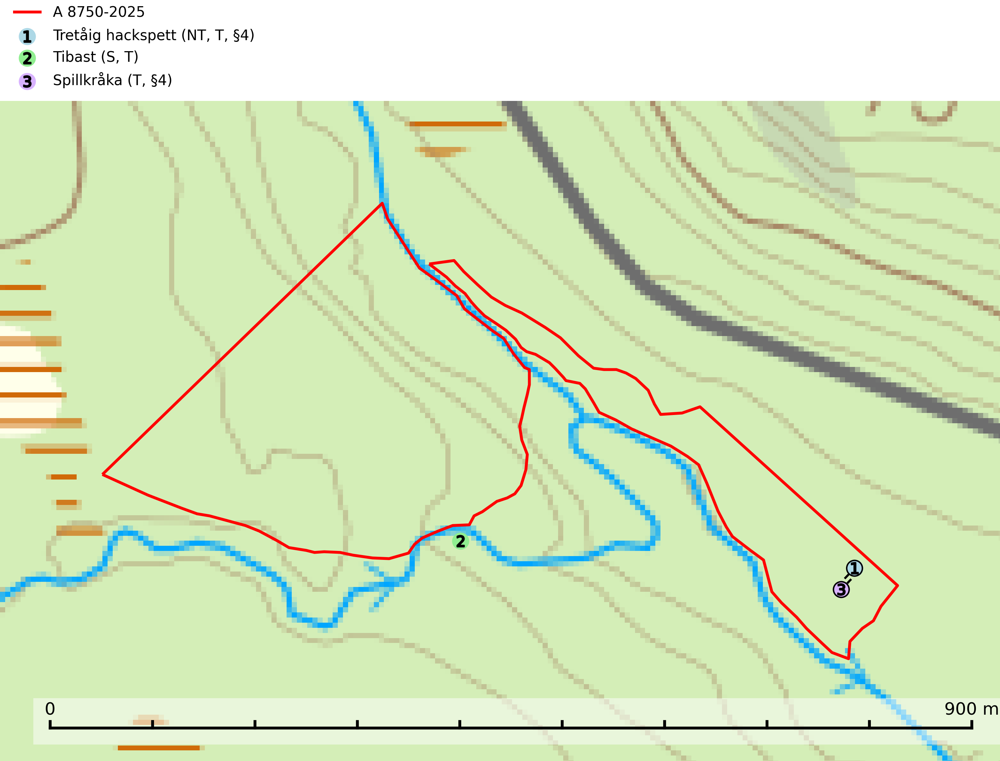 A 8750-2025
1 Tretåig hackspett (NT, T, §4)
2 Tibast (S, T)
3 Spillkråka (T, §4)
2
1
3
0 900 m